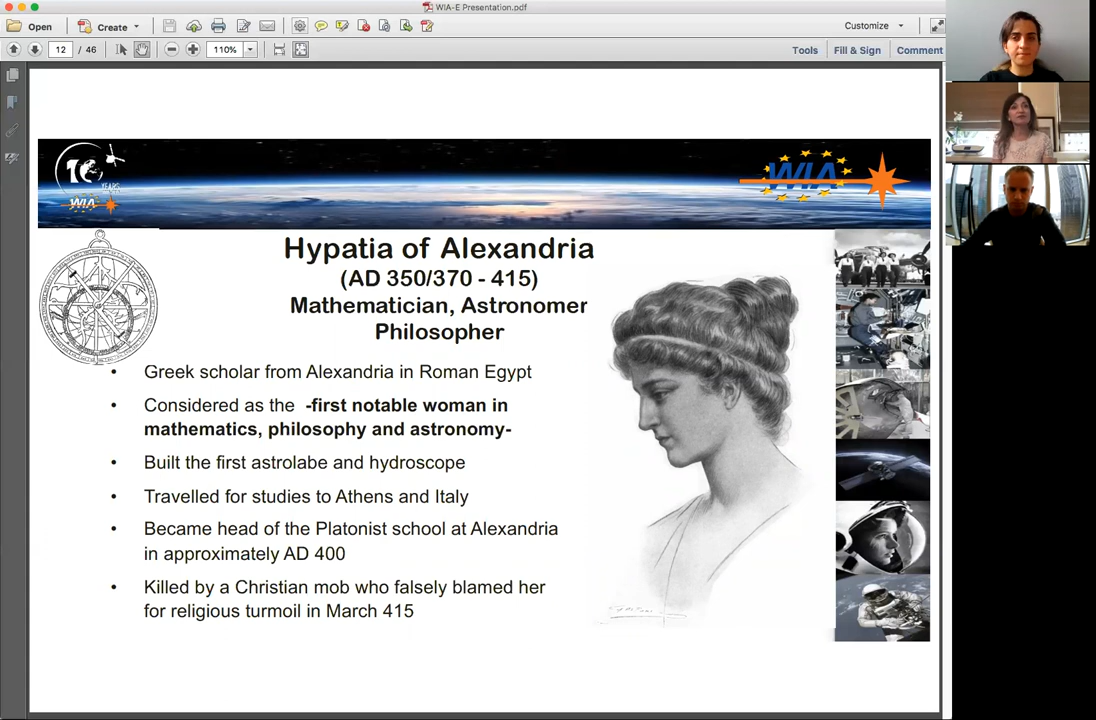 WIA-E Presentation.pdf
Open
Create
Customize
12 / 46
110%
Tools
Fill & Sign
Comment
10
YEARS
WIA
WIA
Hypatia of Alexandria
(AD 350/370 - 415)
Mathematician, Astronomer
Philosopher
• Greek scholar from Alexandria in Roman Egypt
• Considered as the -first notable woman in
mathematics, philosophy and astronomy-
• Built the first astrolabe and hydroscope
• Travelled for studies to Athens and Italy
• Became head of the Platonist school at Alexandria
in approximately AD 400
• Killed by a Christian mob who falsely blamed her
for religious turmoil in March 415